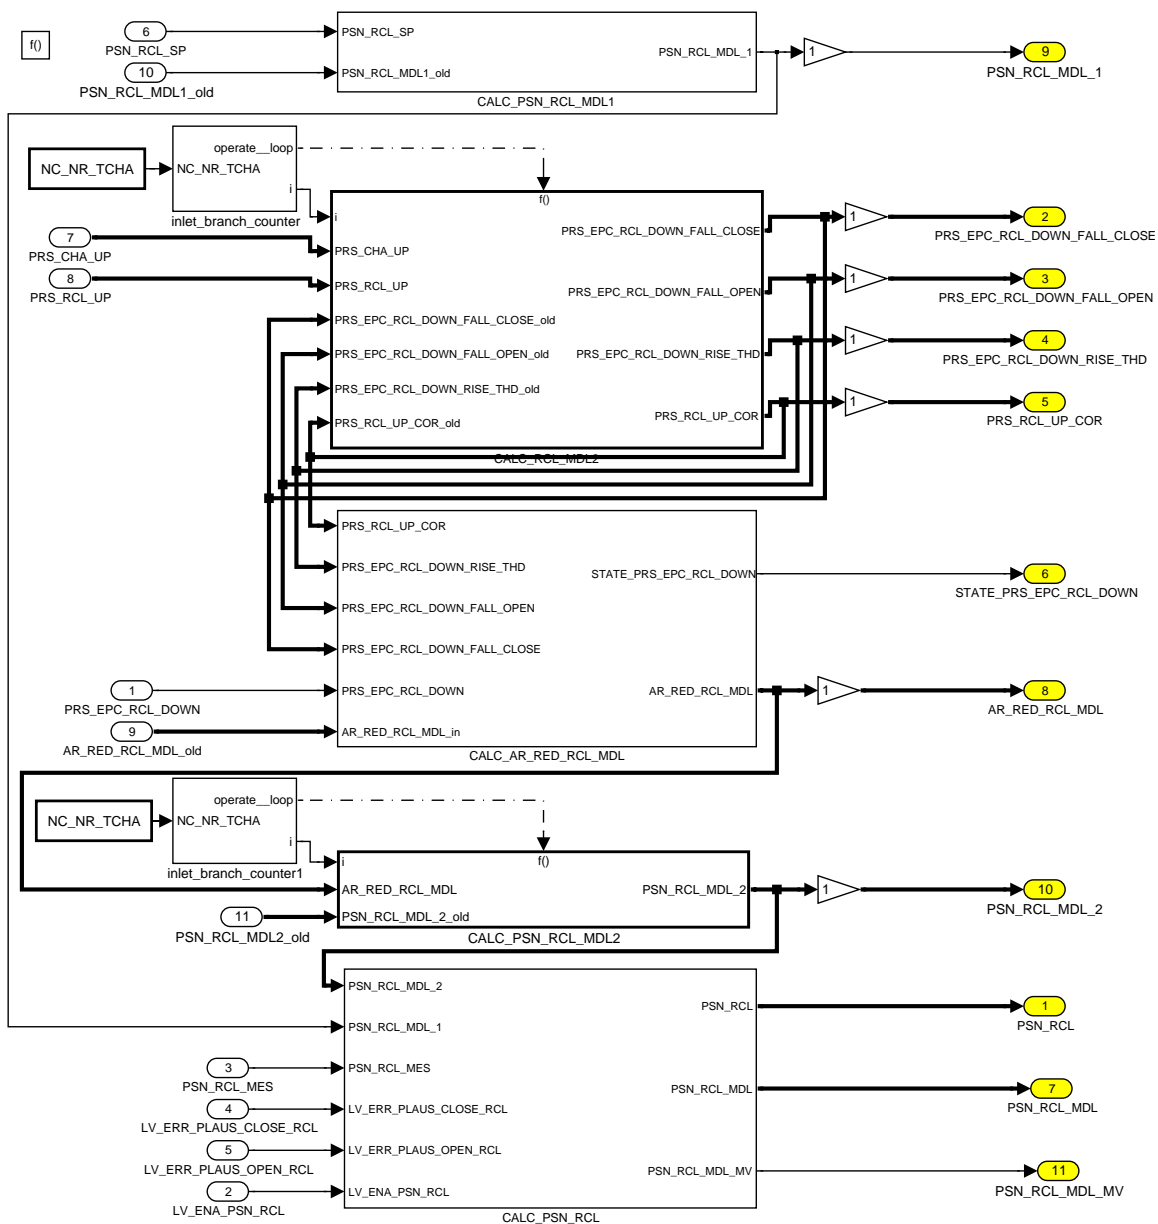 f()
6
PSN_RCL_SP
10
PSN_RCL_MDL1_old
PSN_RCL_SP
PSN_RCL_MDL1_old
PSN_RCL_MDL_1
CALC_PSN_RCL_MDL1
1
9
PSN_RCL_MDL_1
NC_NR_TCHA
operate__loop
NC_NR_TCHA
i
inlet_branch_counter
7
PRS_CHA_UP
8
PRS_RCL_UP
f()
i
PRS_CHA_UP
PRS_RCL_UP
PRS_EPC_RCL_DOWN_FALL_CLOSE_old
PRS_EPC_RCL_DOWN_FALL_OPEN_old
PRS_EPC_RCL_DOWN_RISE_THD_old
PRS_RCL_UP_COR_old
PRS_EPC_RCL_DOWN_FALL_CLOSE
PRS_EPC_RCL_DOWN_FALL_OPEN
PRS_EPC_RCL_DOWN_RISE_THD
PRS_RCL_UP_COR
CALC_RCL_MDL2
1
2
PRS_EPC_RCL_DOWN_FALL_CLOSE
1
3
PRS_EPC_RCL_DOWN_FALL_OPEN
1
4
PRS_EPC_RCL_DOWN_RISE_THD
1
5
PRS_RCL_UP_COR
PRS_RCL_UP_COR
PRS_EPC_RCL_DOWN_RISE_THD
PRS_EPC_RCL_DOWN_FALL_OPEN
PRS_EPC_RCL_DOWN_FALL_CLOSE
PRS_EPC_RCL_DOWN
AR_RED_RCL_MDL_in
STATE_PRS_EPC_RCL_DOWN
AR_RED_RCL_MDL
CALC_AR_RED_RCL_MDL
1
PRS_EPC_RCL_DOWN
9
AR_RED_RCL_MDL_old
6
STATE_PRS_EPC_RCL_DOWN
1
8
AR_RED_RCL_MDL
NC_NR_TCHA
operate__loop
NC_NR_TCHA
i
inlet_branch_counter1
11
PSN_RCL_MDL2_old
f()
i
AR_RED_RCL_MDL
PSN_RCL_MDL_2_old
PSN_RCL_MDL_2
CALC_PSN_RCL_MDL2
1
10
PSN_RCL_MDL_2
PSN_RCL_MDL_2
PSN_RCL_MDL_1
PSN_RCL_MES
LV_ERR_PLAUS_CLOSE_RCL
LV_ERR_PLAUS_OPEN_RCL
LV_ENA_PSN_RCL
PSN_RCL
PSN_RCL_MDL
PSN_RCL_MDL_MV
CALC_PSN_RCL
3
PSN_RCL_MES
4
LV_ERR_PLAUS_CLOSE_RCL
5
LV_ERR_PLAUS_OPEN_RCL
2
LV_ENA_PSN_RCL
1
PSN_RCL
7
PSN_RCL_MDL
11
PSN_RCL_MDL_MV